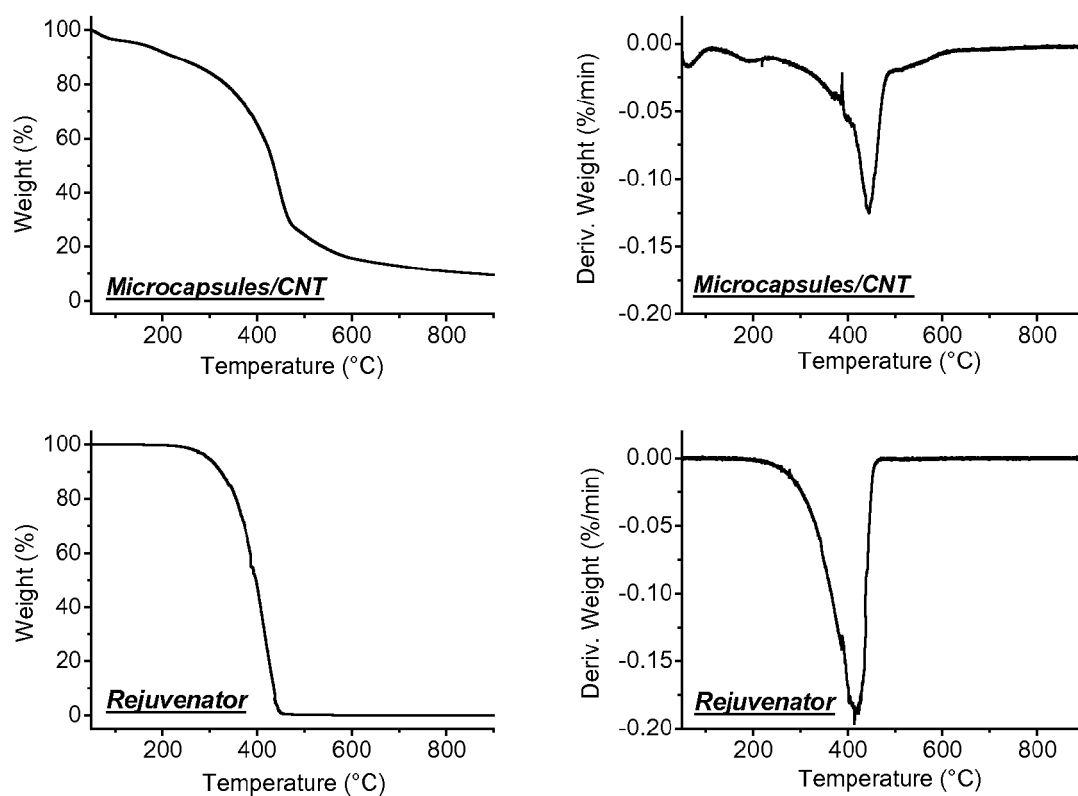 100
80
60
40
20
0
Weight (%)
Microcapsules/CNT
200 400 600 800
Temperature (°C)
0.00
-0.05
-0.10
-0.15
-0.20
Deriv. Weight (%/min)
Microcapsules/CNT
200 400 600 800
Temperature (°C)
100
80
60
40
20
0
Weight (%)
Rejuvenator
200 400 600 800
Temperature (°C)
0.00
-0.05
-0.10
-0.15
-0.20
Deriv. Weight (%/min)
Rejuvenator
200 400 600 800
Temperature (°C)